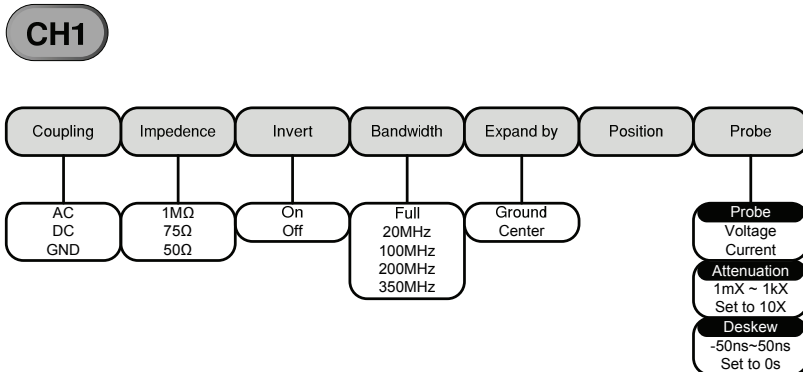 CH1
Coupling Impedence Invert Bandwidth Expand by Position Probe
AC
DC
GND
1MΩ
75Ω
50Ω
On
Off
Full
20MHz
100MHz
200MHz
350MHz
Ground
Center
Probe
Voltage
Current
Attenuation
1mX ~ 1kX
Set to 10X
Deskew
-50ns~50ns
Set to 0s